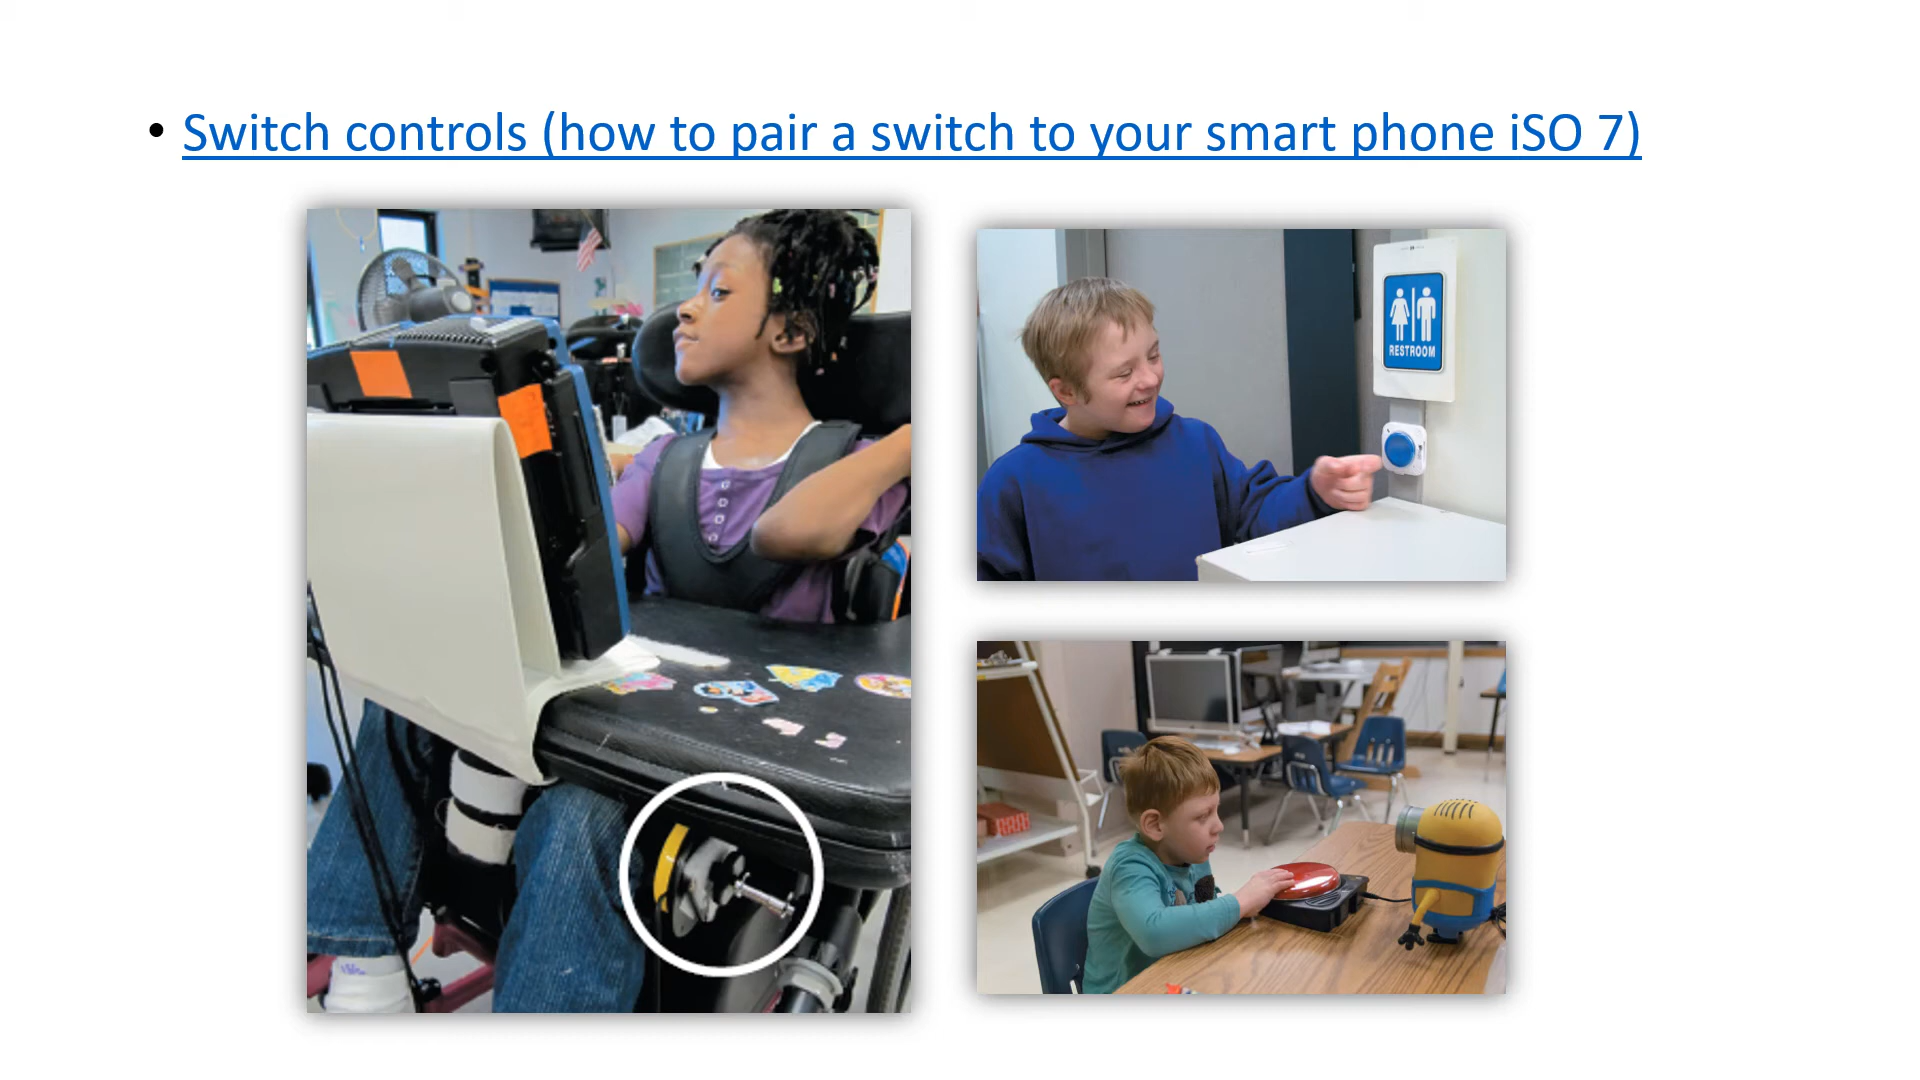 • Switch controls (how to pair a switch to your smart phone iSO 7)
RESTROOM